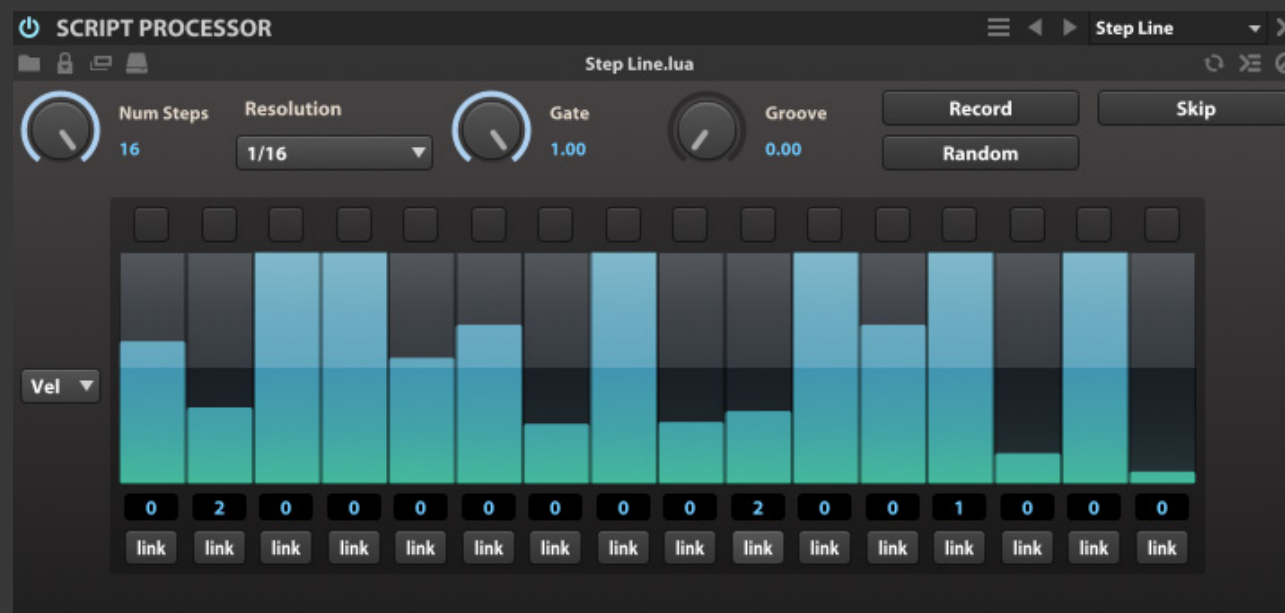 SCRIPT PROCESSOR
Step Line
Step Line.lua
Num Steps
16
Resolution
1/16
Gate
1.00
Groove
0.00
Record
Random
Skip
Vel
0 2 0 0 0 0 0 0 0 2 0 0 1 0 0 0
link link link link link link link link link link link link link link link link